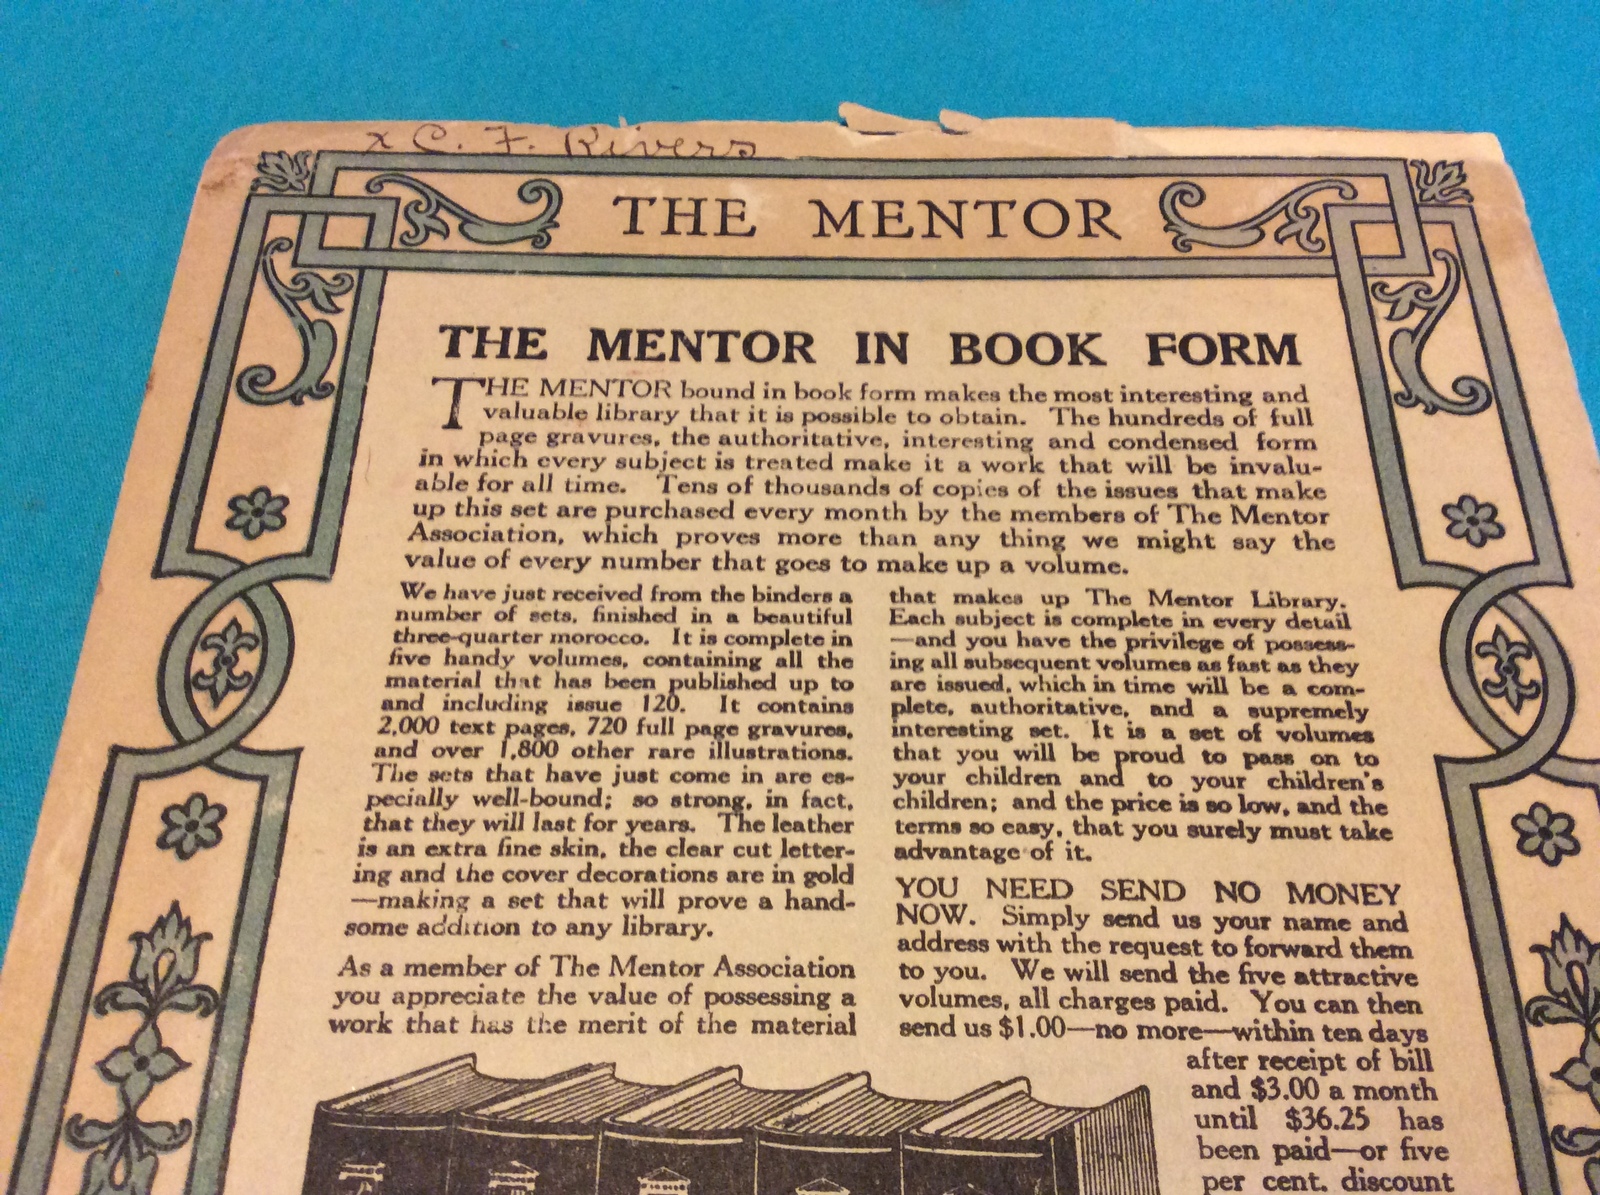 x C. F. Rivers
THE MENTOR
THE MENTOR IN BOOK FORM
THE MENTOR bound in book form makes the most interesting and
valuable library that it is possible to obtain. The hundreds of full
page gravures, the authoritative, interesting and condensed form
in which every subject is treated make it a work that will be invalu-
able for all time. Tens of thousands of copies of the issues that make
up this set are purchased every month by the members of The Mentor
Association, which proves more than any thing we might say the
value of every number that goes to make up a volume.
We have just received from the binders a
number of sets, finished in a beautiful
three-quarter morocco. It is complete in
five handy volumes, containing all the
material that has been published up to
and including issue 120. It contains
2,000 text pages, 720 full page gravures,
and over 1,800 other rare illustrations.
The sets that have just come in are es-
pecially well-bound; so strong, in fact,
that they will last for years. The leather
is an extra fine skin, the clear cut letter-
ing and the cover decorations are in gold
—making a set that will prove a hand-
some addition to any library.
As a member of The Mentor Association
you appreciate the value of possessing a
work that has the merit of the material
that makes up The Mentor Library.
Each subject is complete in every detail
—and you have the privilege of possess-
ing all subsequent volumes as fast as they
are issued, which in time will be a com-
plete, authoritative, and a supremely
interesting set. It is a set of volumes
that you will be proud to pass on to
your children and to your children's
children; and the price is so low, and the
terms so easy, that you surely must take
advantage of it.
YOU NEED SEND NO MONEY
NOW. Simply send us your name and
address with the request to forward them
to you. We will send the five attractive
volumes, all charges paid. You can then
send us $1.00—no more—within ten days
after receipt of bill
and $3.00 a month
until $36.25 has
been paid—or five
per cent. discount